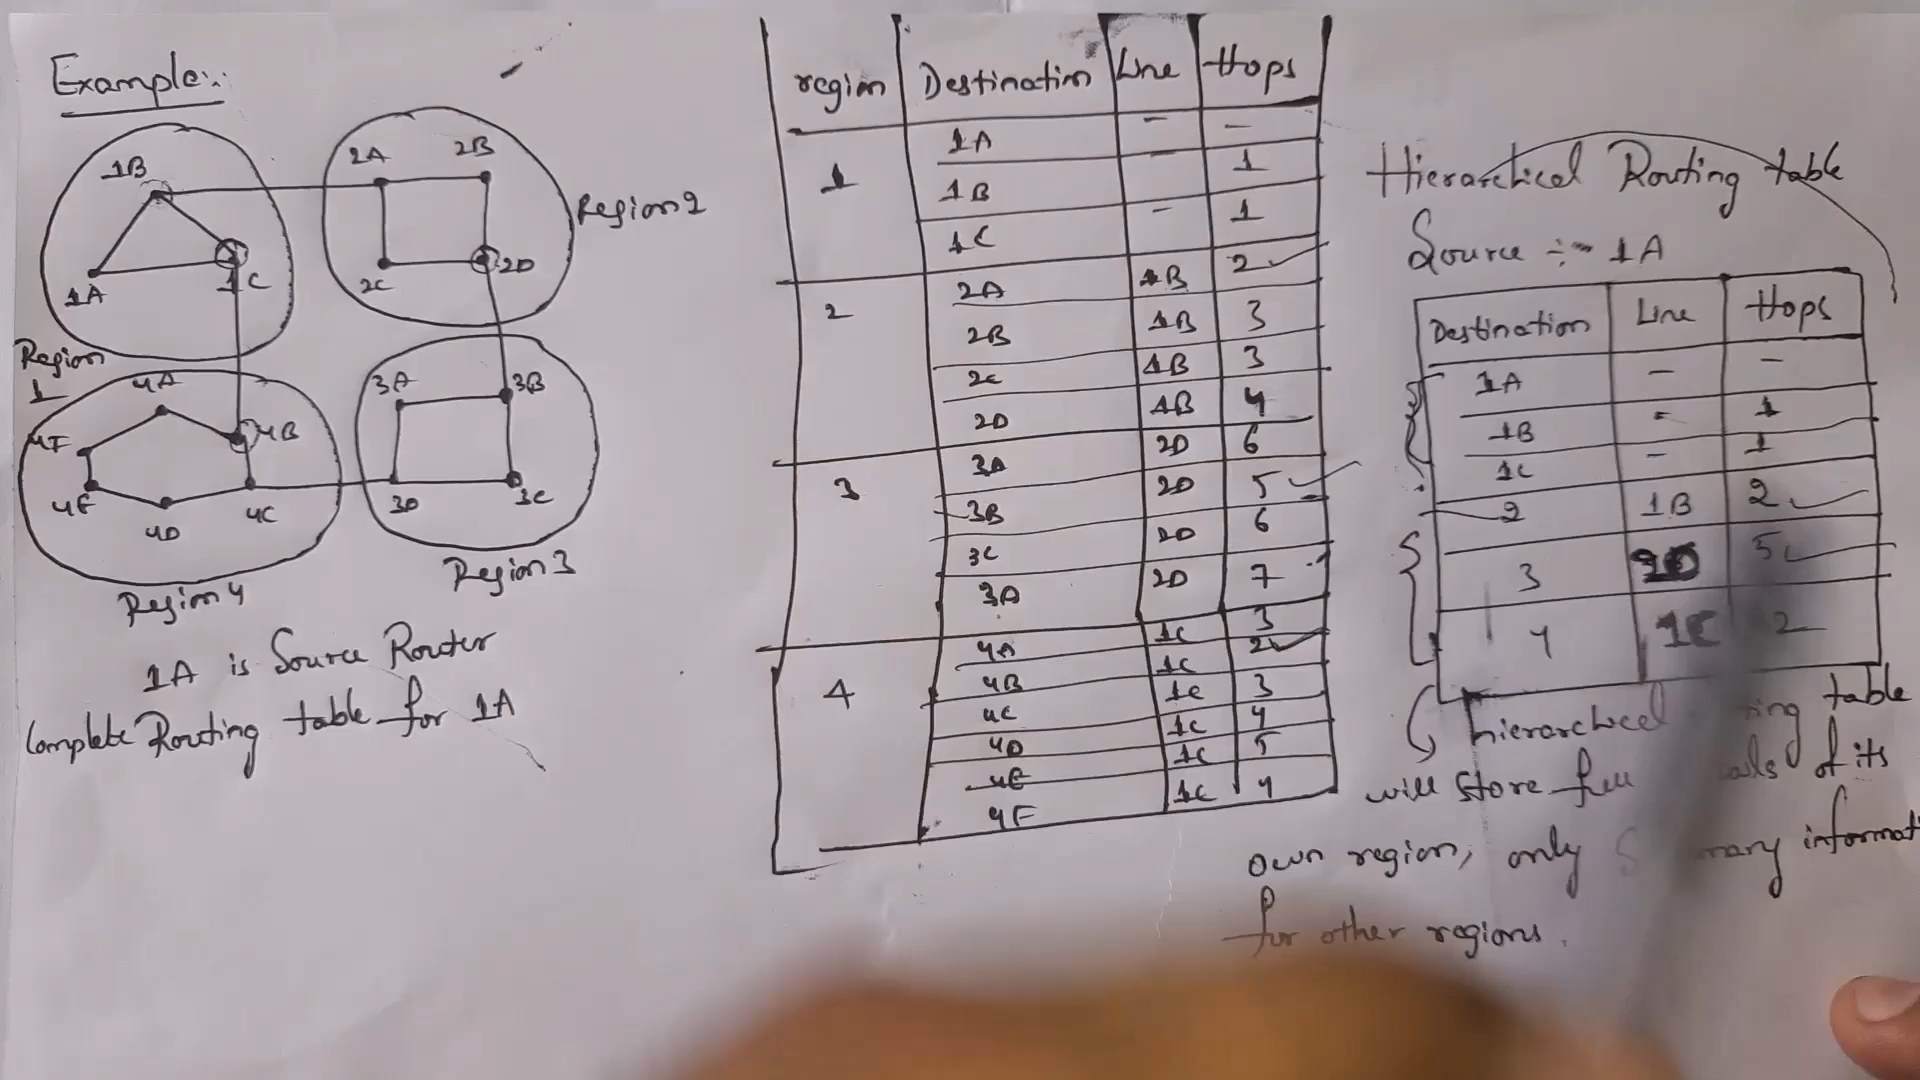 Example:
1B
1A
1C
Region
1
2A
2B
2C
2D
Region 2
4A
4B
4F
4E
4D
4C
Region 4
3A
3B
3D
3C
Region 3
1A is Source Router
Complete Routing table for 1A
region Destination Line Hops
1 1A - -
1B - 1
1C - 1
2 2A 1B 2
2B 1B 3
2C 1B 3
2D 1B 4
3 3A 2D 6
3B 2D 5
3C 2D 6
3A 2D 7
4 4A 1C 3
4B 1C 2
4C 1C 3
4D 1C 4
4E 1C 5
4F 1C 4
Hierarchical Routing table
Source :- 1A
Destination Line Hops
1A - -
1B - 1
1C - 1
2 1B 2
3 2D 5
4 1C 2
hierarchical table
will store full of its
own region, only
for other regions.